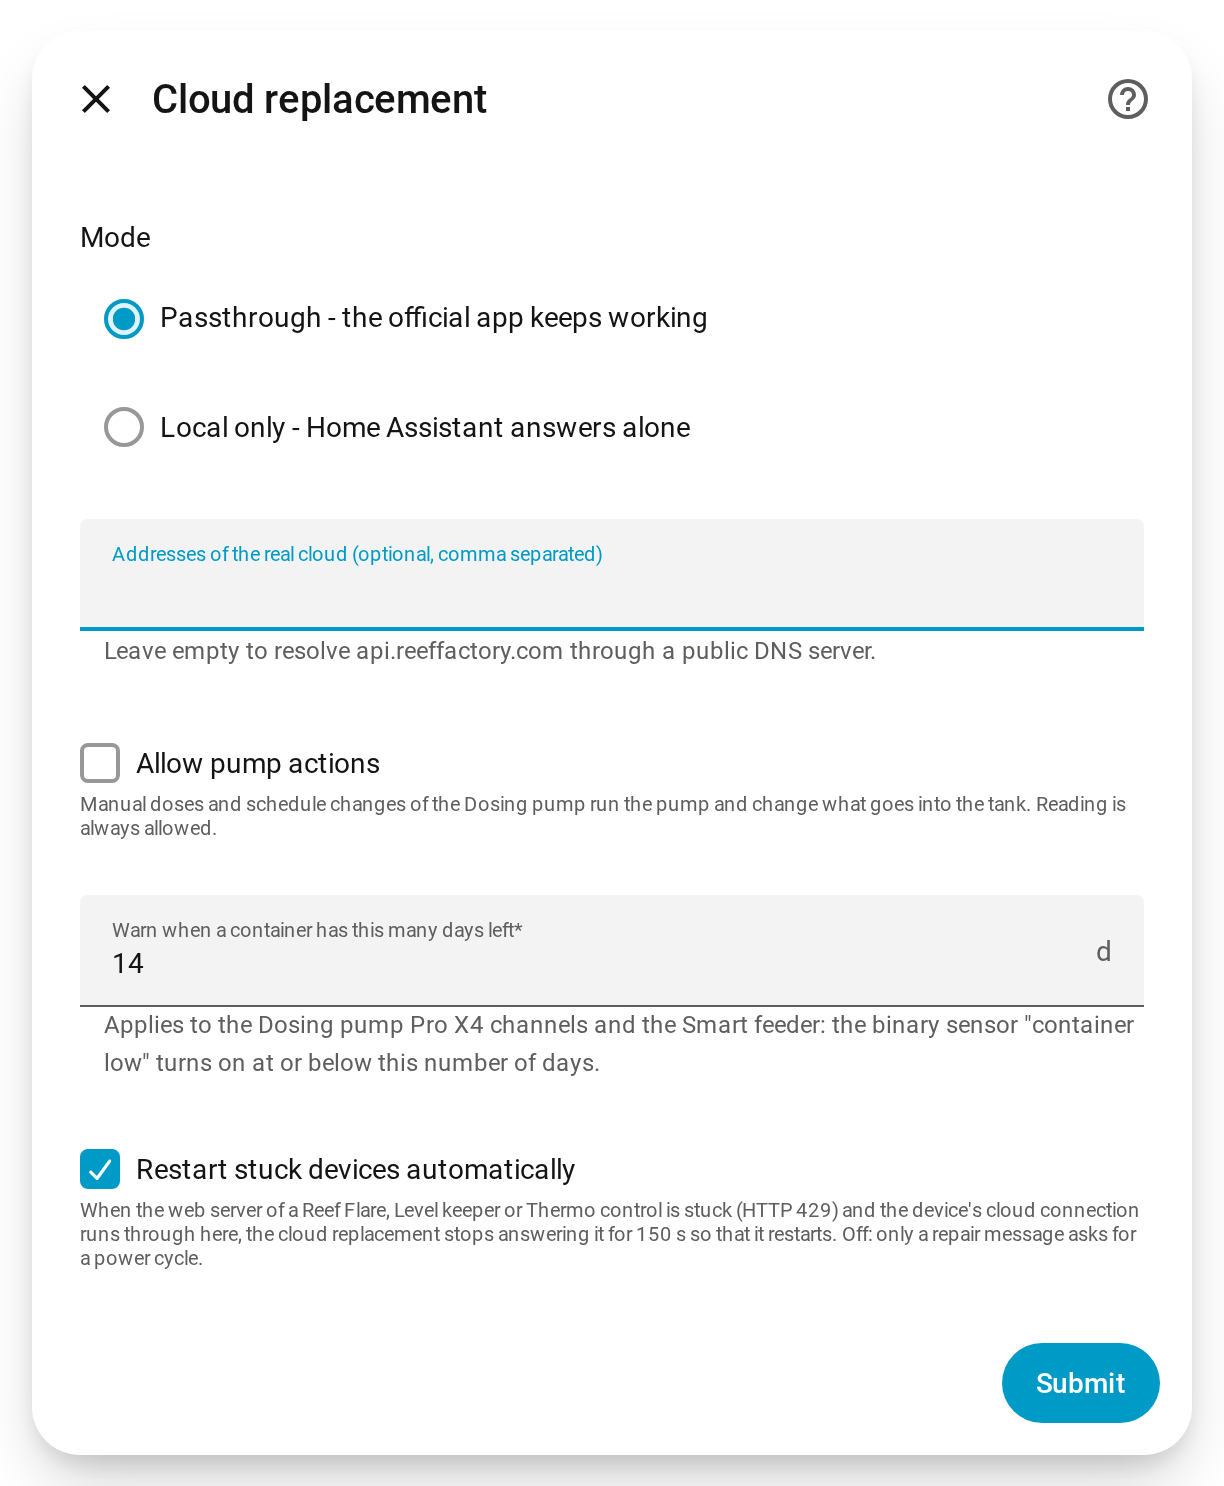 Cloud replacement
Mode
Passthrough - the official app keeps working
Local only - Home Assistant answers alone
Addresses of the real cloud (optional, comma separated)
Leave empty to resolve api.reeffactory.com through a public DNS server.
Allow pump actions
Manual doses and schedule changes of the Dosing pump run the pump and change what goes into the tank. Reading is
always allowed.
Warn when a container has this many days left*
14
d
Applies to the Dosing pump Pro X4 channels and the Smart feeder: the binary sensor "container
low" turns on at or below this number of days.
Restart stuck devices automatically
When the web server of a Reef Flare, Level keeper or Thermo control is stuck (HTTP 429) and the device's cloud connection
runs through here, the cloud replacement stops answering it for 150 s so that it restarts. Off: only a repair message asks for
a power cycle.
Submit